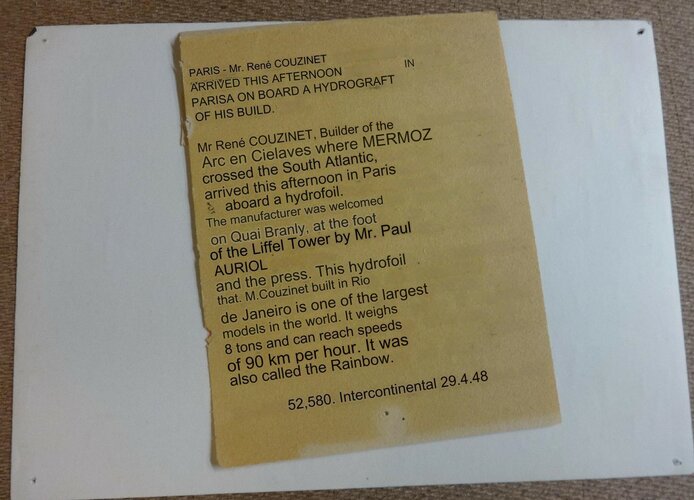 PARIS - Mr. René COUZINET IN
ARRIVED THIS AFTERNOON
PARISA ON BOARD A HYDROGRAFT
OF HIS BUILD.
Mr René COUZINET, Builder of the
Arc en Cielaves where MERMOZ
crossed the South Atlantic,
arrived this afternoon in Paris
aboard a hydrofoil.
The manufacturer was welcomed
on Quai Branly, at the foot
of the Liffel Tower by Mr. Paul
AURIOL
and the press. This hydrofoil
that. M.Couzinet built in Rio
de Janeiro is one of the largest
models in the world. It weighs
8 tons and can reach speeds
of 90 km per hour. It was
also called the Rainbow.
52,580. Intercontinental 29.4.48